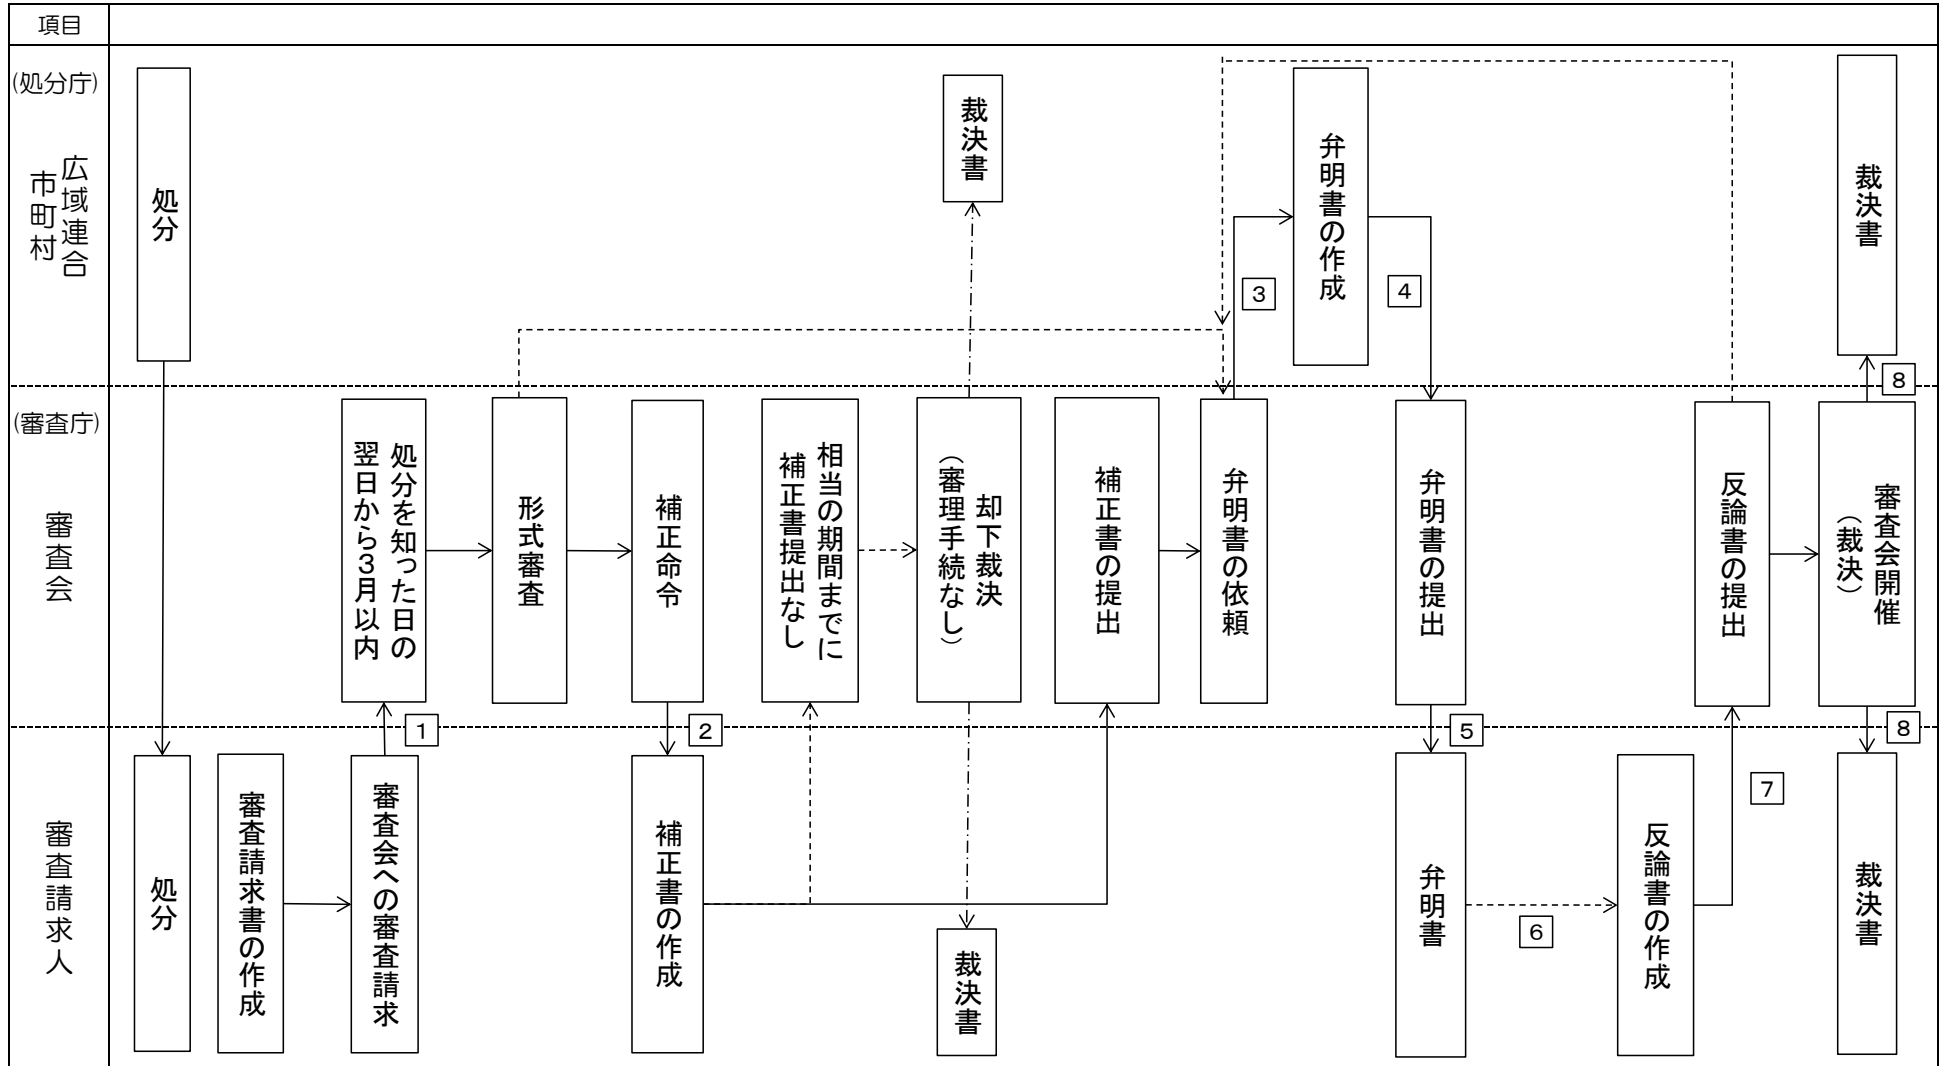 項目
(処分庁)
広域連合
市町村
処分
裁決書
弁明書の作成
裁決書
3
4
8
(審査庁)
審査会
処分を知った日の
翌日から3月以内
形式審査
補正命令
相当の期間までに
補正書提出なし
却下裁決
(審理手続なし)
補正書の提出
弁明書の依頼
弁明書の提出
反論書の提出
審査会開催
(裁決)
1
2
5
8
審査請求人
処分
審査請求書の作成
審査会への審査請求
補正書の作成
裁決書
弁明書
6
反論書の作成
7
裁決書